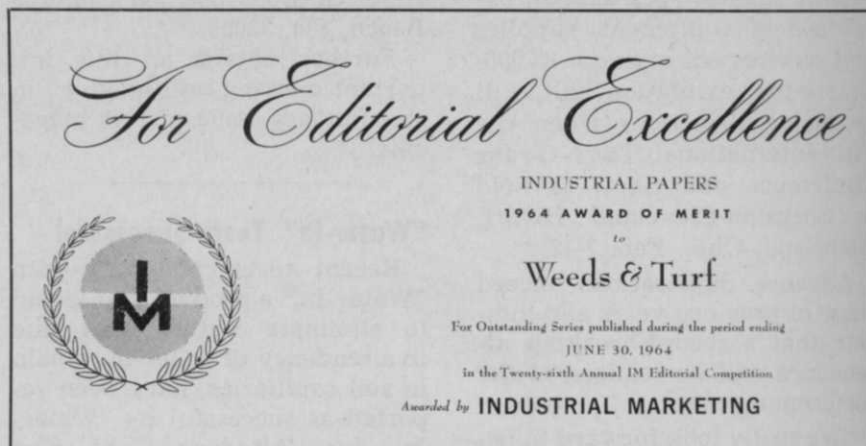 For Editorial Excellence
INDUSTRIAL PAPERS
1964 AWARD OF MERIT
to
Weeds & Turf
For Outstanding Series published during the period ending
JUNE 30, 1964
in the Twenty-sixth Annual IM Editorial Competition
Awarded by INDUSTRIAL MARKETING
I
M